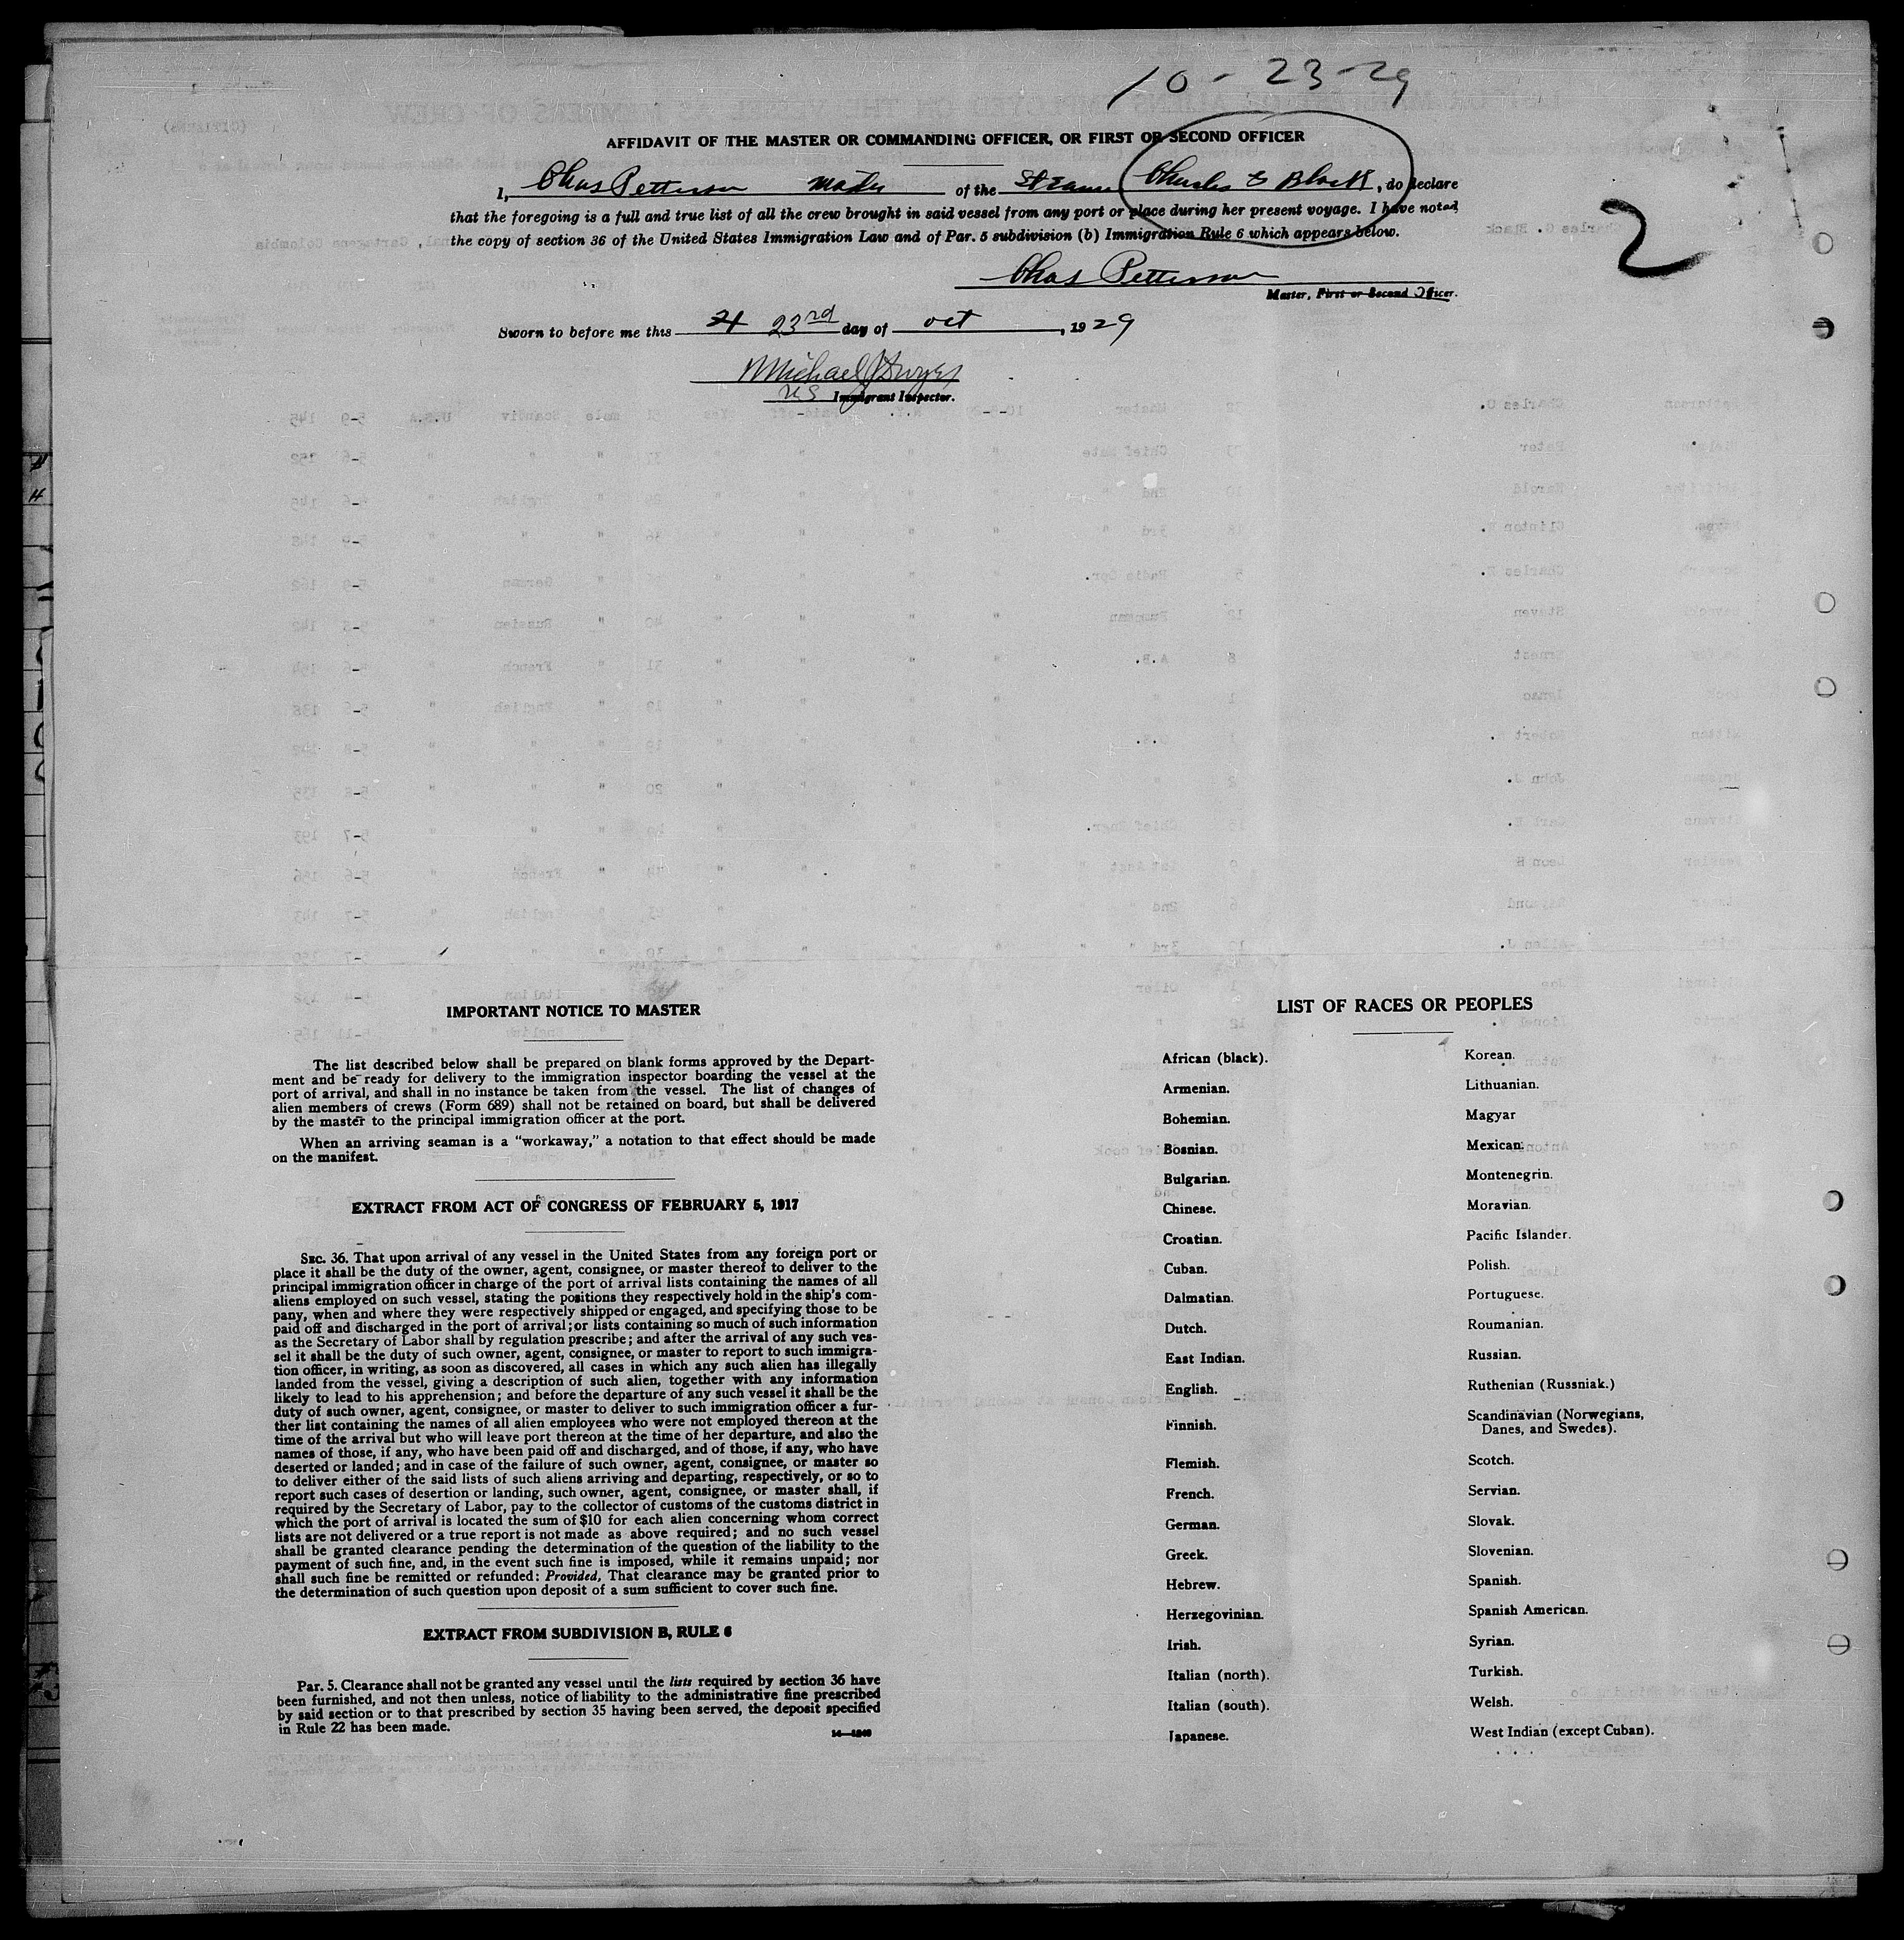 10-23-29
AFFIDAVIT OF THE MASTER OR COMMANDING OFFICER, OR FIRST OR SECOND OFFICER
I, Chas Petterson master of the Steamer Charles G Black, do declare
that the foregoing is a full and true list of all the crew brought in said vessel from any port or place during her present voyage. I have noted
the copy of section 36 of the United States Immigration Law and of Par. 5 subdivision (b) Immigration Rule 6 which appears below.
2
Chas Petterson
Master, First or Second Officer.
Sworn to before me this 23rd day of oct, 1929
Michael J Dwyer
US Immigrant Inspector.
IMPORTANT NOTICE TO MASTER
The list described below shall be prepared on blank forms approved by the Depart-
ment and be ready for delivery to the immigration inspector boarding the vessel at the
port of arrival, and shall in no instance be taken from the vessel. The list of changes of
alien members of crews (Form 689) shall not be retained on board, but shall be delivered
by the master to the principal immigration officer at the port.
When an arriving seaman is a "workaway," a notation to that effect should be made
on the manifest.
EXTRACT FROM ACT OF CONGRESS OF FEBRUARY 5, 1917
SEC. 36. That upon arrival of any vessel in the United States from any foreign port or
place it shall be the duty of the owner, agent, consignee, or master thereof to deliver to the
principal immigration officer in charge of the port of arrival lists containing the names of all
aliens employed on such vessel, stating the positions they respectively hold in the ship's com-
pany, when and where they were respectively shipped or engaged, and specifying those to be
paid off and discharged in the port of arrival; or lists containing so much of such information
as the Secretary of Labor shall by regulation prescribe; and after the arrival of any such ves-
sel it shall be the duty of such owner, agent, consignee, or master to report to such immigra-
tion officer, in writing, as soon as discovered, all cases in which any such alien has illegally
landed from the vessel, giving a description of such alien, together with any information
likely to lead to his apprehension; and before the departure of any such vessel it shall be the
duty of such owner, agent, consignee, or master to deliver to such immigration officer a fur-
ther list containing the names of all alien employees who were not employed thereon at the
time of the arrival but who will leave port thereon at the time of her departure, and also the
names of those, if any, who have been paid off and discharged, and of those, if any, who have
deserted or landed; and in case of the failure of such owner, agent, consignee, or master so
to deliver either of the said lists of such aliens arriving and departing, respectively, or so to
report such cases of desertion or landing, such owner, agent, consignee, or master shall, if
required by the Secretary of Labor, pay to the collector of customs of the customs district in
which the port of arrival is located the sum of $10 for each alien concerning whom correct
lists are not delivered or a true report is not made as above required; and no such vessel
shall be granted clearance pending the determination of the question of the liability to the
payment of such fine, and, in the event such fine is imposed, while it remains unpaid; nor
shall such fine be remitted or refunded: Provided, That clearance may be granted prior to
the determination of such question upon deposit of a sum sufficient to cover such fine.
EXTRACT FROM SUBDIVISION B, RULE 6
Par. 5. Clearance shall not be granted any vessel until the lists required by section 36 have
been furnished, and not then unless, notice of liability to the administrative fine prescribed
by said section or to that prescribed by section 35 having been served, the deposit specified
in Rule 22 has been made.
LIST OF RACES OR PEOPLES
African (black).
Armenian.
Bohemian.
Bosnian.
Bulgarian.
Chinese.
Croatian.
Cuban.
Dalmatian.
Dutch.
East Indian.
English.
Finnish.
Flemish.
French.
German.
Greek.
Hebrew.
Herzegovinian.
Irish.
Italian (north).
Italian (south).
Japanese.
Korean.
Lithuanian.
Magyar
Mexican.
Montenegrin.
Moravian.
Pacific Islander.
Polish.
Portuguese.
Roumanian.
Russian.
Ruthenian (Russniak.)
Scandinavian (Norwegians,
Danes, and Swedes).
Scotch.
Servian.
Slovak.
Slovenian.
Spanish.
Spanish American.
Syrian.
Turkish.
Welsh.
West Indian (except Cuban).